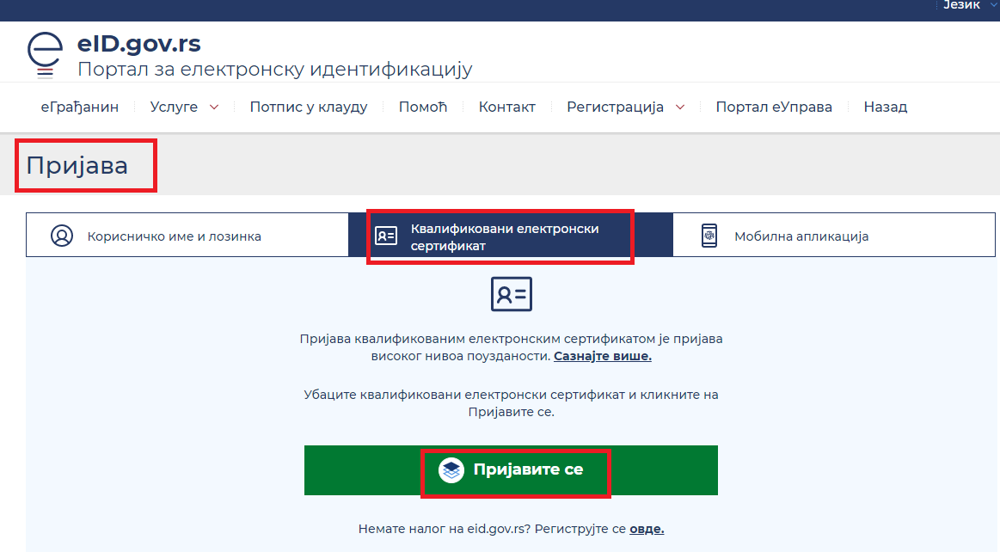 Језик
eID.gov.rs
Портал за електронску идентификацију
еГрађанин Услуге Потпис у клауду Помоћ Контакт Регистрација Портал еУправа Назад
Пријава
Корисничко име и лозинка
Квалификовани електронски
сертификат
Мобилна апликација
Пријава квалификованим електронским сертификатом је пријава
високог нивоа поузданости. Сазнајте више.
Убаците квалификовани електронски сертификат и кликните на
Пријавите се.
Пријавите се
Немате налог на eid.gov.rs? Региструјте се овде.